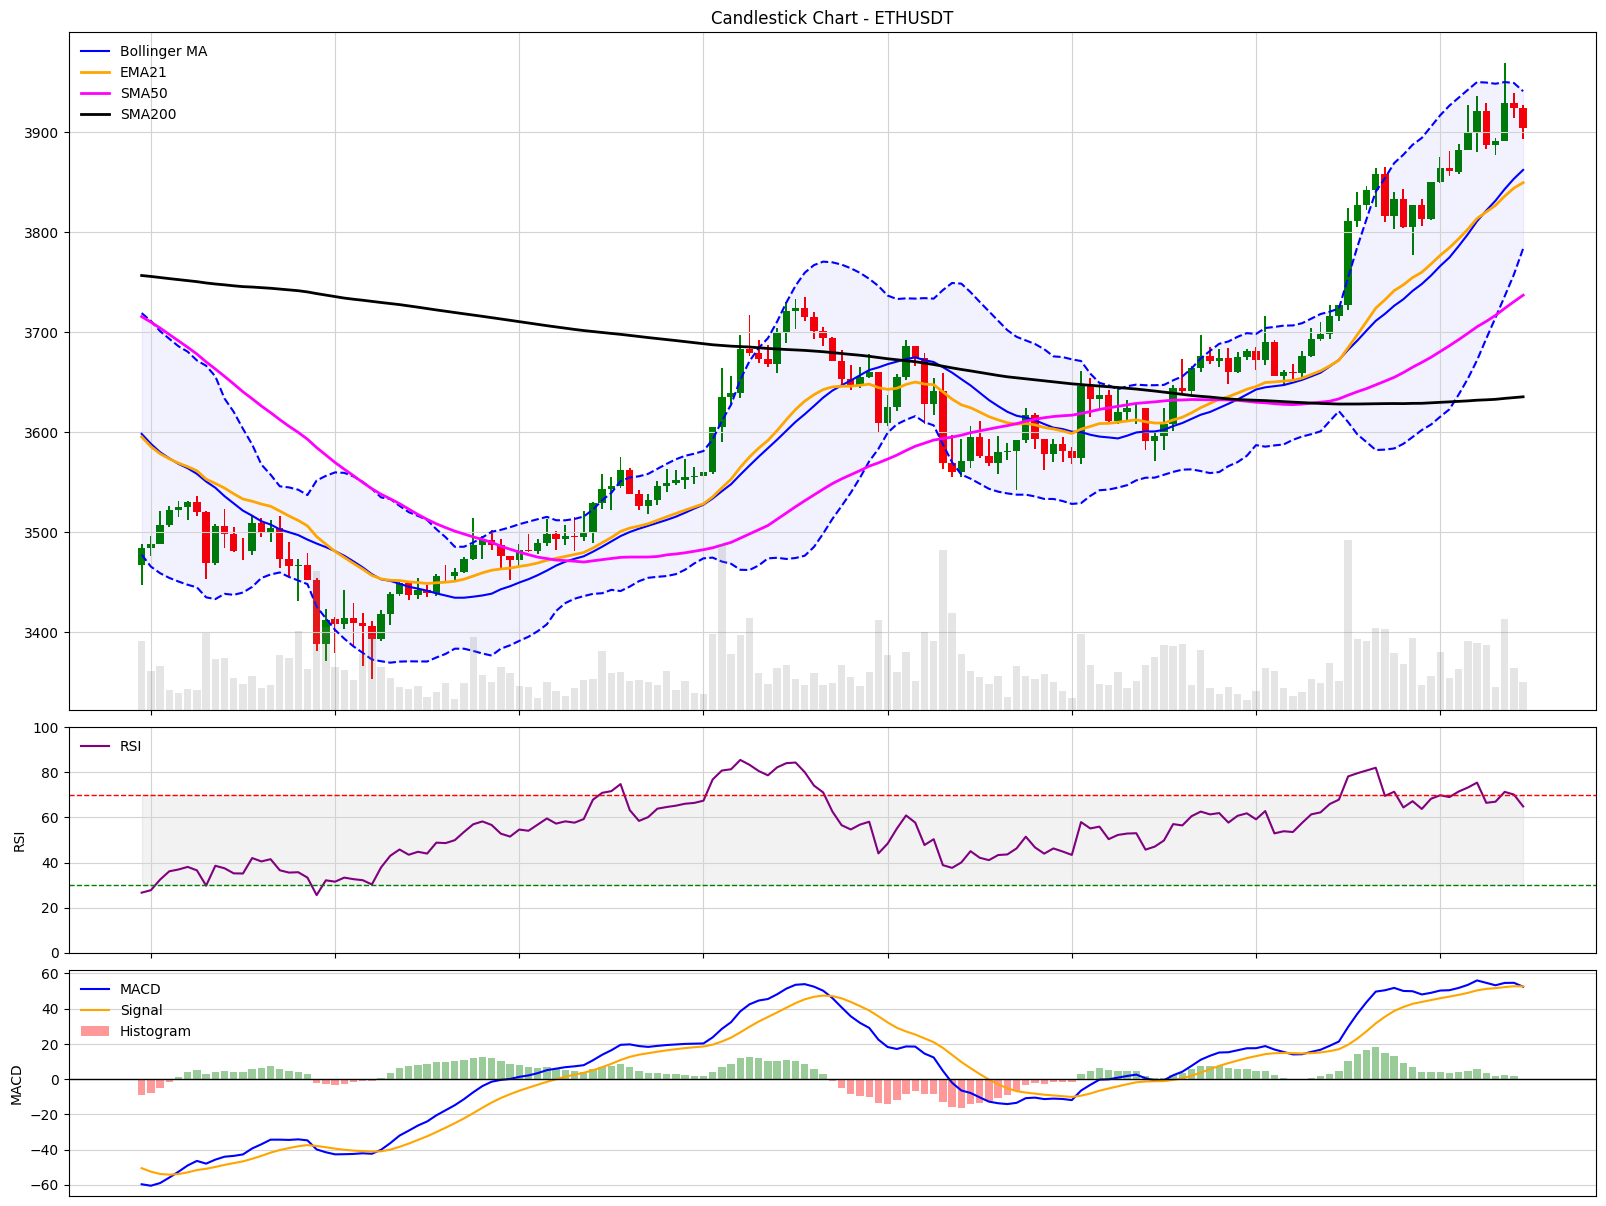 Candlestick Chart - ETHUSDT
Bollinger MA
EMA21
SMA50
SMA200
3900
3800
3700
3600
3500
3400
RSI
100
80
60
40
20
0
RSI
MACD
Signal
Histogram
60
40
20
0
−20
−40
−60
MACD